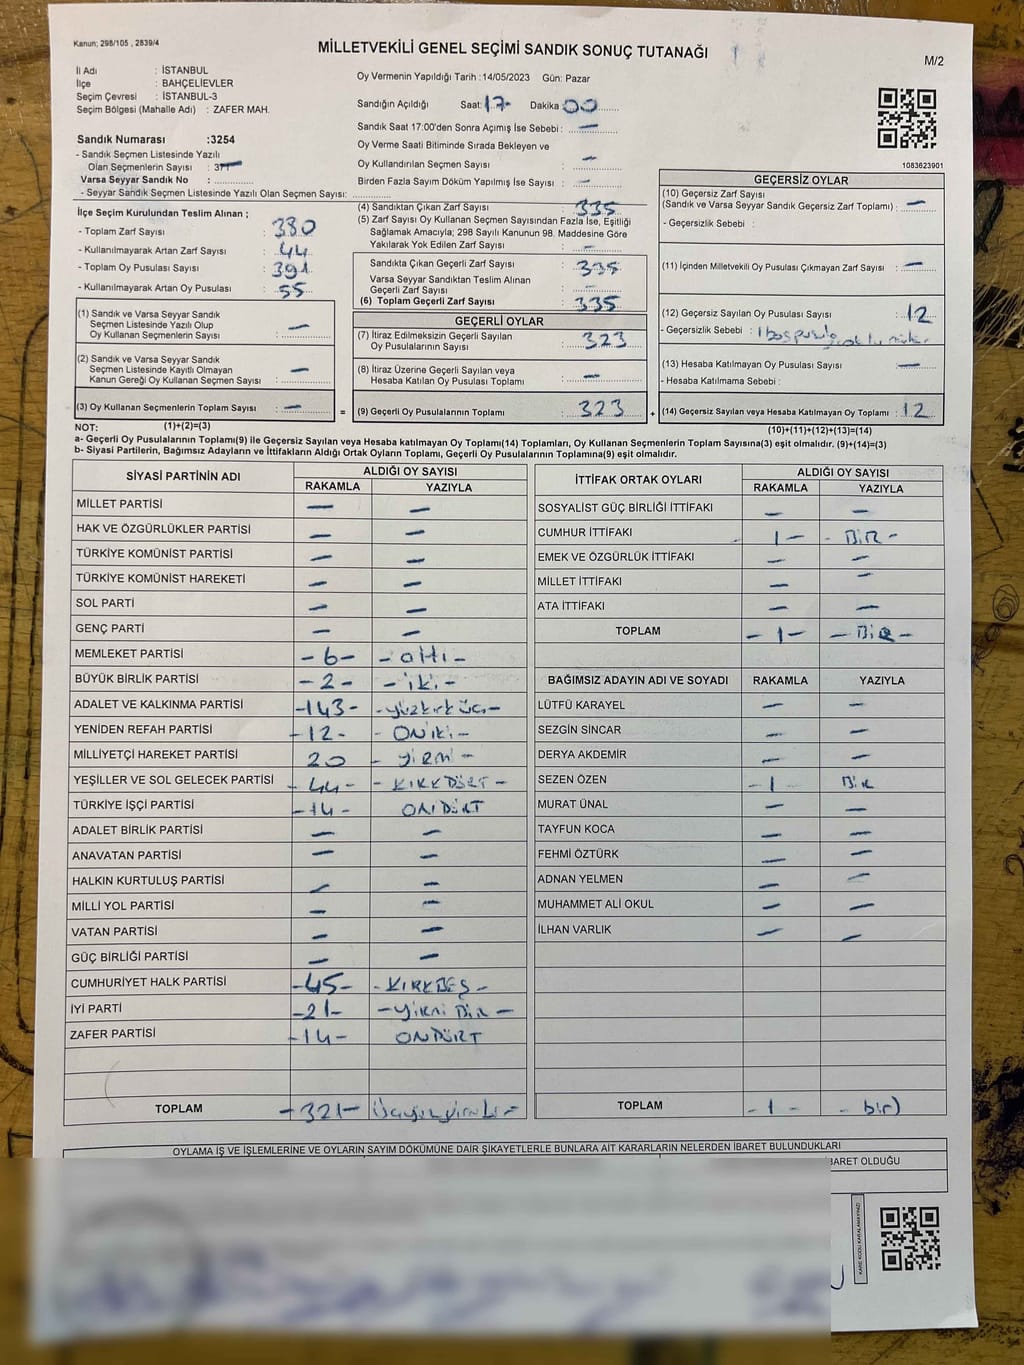 Kanun; 298/105 , 2839/4
MİLLETVEKİLİ GENEL SEÇİMİ SANDIK SONUÇ TUTANAĞI
M/2
İl Adı : İSTANBUL
İlçe : BAHÇELİEVLER
Seçim Çevresi : İSTANBUL-3
Seçim Bölgesi (Mahalle Adı) : ZAFER MAH.
Sandık Numarası :3254
- Sandık Seçmen Listesinde Yazılı
Olan Seçmenlerin Sayısı :
Varsa Seyyar Sandık No :
- Seyyar Sandık Seçmen Listesinde Yazılı Olan Seçmen Sayısı:
Oy Vermenin Yapıldığı Tarih :14/05/2023 Gün: Pazar
Sandığın Açıldığı Saat: 17- Dakika 00
Sandık Saat 17:00'den Sonra Açımış İse Sebebi : —
Oy Verme Saati Bitiminde Sırada Bekleyen ve
Oy Kullandırılan Seçmen Sayısı : —
Birden Fazla Sayım Döküm Yapılmış İse Sayısı : —
1083623901
İlçe Seçim Kurulundan Teslim Alınan ;
- Toplam Zarf Sayısı : 380
- Kullanılmayarak Artan Zarf Sayısı : 44
- Toplam Oy Pusulası Sayısı : 391
- Kullanılmayarak Artan Oy Pusulası : 55
(1) Sandık ve Varsa Seyyar Sandık
Seçmen Listesinde Yazılı Olup
Oy Kullanan Seçmenlerin Sayısı : —
(2) Sandık ve Varsa Seyyar Sandık
Seçmen Listesinde Kayıtlı Olmayan
Kanun Gereği Oy Kullanan Seçmen Sayısı : —
(3) Oy Kullanan Seçmenlerin Toplam Sayısı : —
(1)+(2)=(3)
(4) Sandıktan Çıkan Zarf Sayısı : 335
(5) Zarf Sayısı Oy Kullanan Seçmen Sayısından Fazla İse, Eşitliği
Sağlamak Amacıyla; 298 Sayılı Kanunun 98. Maddesine Göre
Yakılarak Yok Edilen Zarf Sayısı : —
Sandıkta Çıkan Geçerli Zarf Sayısı : 335
Varsa Seyyar Sandıktan Teslim Alınan
Geçerli Zarf Sayısı : —
(6) Toplam Geçerli Zarf Sayısı : 335
GEÇERLİ OYLAR
(7) İtiraz Edilmeksizin Geçerli Sayılan
Oy Pusulalarının Sayısı : 323
(8) İtiraz Üzerine Geçerli Sayılan veya
Hesaba Katılan Oy Pusulası Toplamı : —
= (9) Geçerli Oy Pusulalarının Toplamı : 323 +
GEÇERSİZ OYLAR
(10) Geçersiz Zarf Sayısı
(Sandık ve Varsa Seyyar Sandık Geçersiz Zarf Toplamı) : —
- Geçersizlik Sebebi :
(11) İçinden Milletvekili Oy Pusulası Çıkmayan Zarf Sayısı : —
(12) Geçersiz Sayılan Oy Pusulası Sayısı : 12
- Geçersizlik Sebebi : 1 boş
(13) Hesaba Katılmayan Oy Pusulası Sayısı : —
- Hesaba Katılmama Sebebi :
(14) Geçersiz Sayılan veya Hesaba Katılmayan Oy Toplamı : 12
(10)+(11)+(12)+(13)=(14)
NOT:
a- Geçerli Oy Pusulalarının Toplamı(9) ile Geçersiz Sayılan veya Hesaba katılmayan Oy Toplamı(14) Toplamları, Oy Kullanan Seçmenlerin Toplam Sayısına(3) eşit olmalıdır. (9)+(14)=(3)
b- Siyasi Partilerin, Bağımsız Adayların ve İttifakların Aldığı Ortak Oyların Toplamı, Geçerli Oy Pusulalarının Toplamına(9) eşit olmalıdır.
SİYASİ PARTİNİN ADI ALDIĞI OY SAYISI
RAKAMLA YAZIYLA
MİLLET PARTİSİ — —
HAK VE ÖZGÜRLÜKLER PARTİSİ — —
TÜRKİYE KOMÜNİST PARTİSİ — —
TÜRKİYE KOMÜNİST HAREKETİ — —
SOL PARTİ — —
GENÇ PARTİ — —
MEMLEKET PARTİSİ -6- -altı-
BÜYÜK BİRLİK PARTİSİ -2- -iki-
ADALET VE KALKINMA PARTİSİ -143- -yüzkırküç-
YENİDEN REFAH PARTİSİ -12- - ONiki-
MİLLİYETÇİ HAREKET PARTİSİ 20 - yirmi -
YEŞİLLER VE SOL GELECEK PARTİSİ - 44- - KIRKDÖRT -
TÜRKİYE İŞÇİ PARTİSİ -14- ONDÖRT
ADALET BİRLİK PARTİSİ — —
ANAVATAN PARTİSİ — —
HALKIN KURTULUŞ PARTİSİ — —
MİLLİ YOL PARTİSİ — —
VATAN PARTİSİ — —
GÜÇ BİRLİĞİ PARTİSİ — —
CUMHURİYET HALK PARTİSİ -45- -KIRKBEŞ-
İYİ PARTİ -21- -yirmi BİR -
ZAFER PARTİSİ -14- ONDÖRT
TOPLAM -321-
İTTİFAK ORTAK OYLARI ALDIĞI OY SAYISI
RAKAMLA YAZIYLA
SOSYALİST GÜÇ BİRLİĞİ İTTİFAKI — —
CUMHUR İTTİFAKI 1 - - BİR -
EMEK VE ÖZGÜRLÜK İTTİFAKI — —
MİLLET İTTİFAKI — —
ATA İTTİFAKI — —
TOPLAM - 1 - - BİR -
BAĞIMSIZ ADAYIN ADI VE SOYADI RAKAMLA YAZIYLA
LÜTFÜ KARAYEL — —
SEZGİN SİNCAR — —
DERYA AKDEMİR — —
SEZEN ÖZEN - 1 BİR
MURAT ÜNAL — —
TAYFUN KOCA — —
FEHMİ ÖZTÜRK — —
ADNAN YELMEN — —
MUHAMMET ALİ OKUL — —
İLHAN VARLIK — —
TOPLAM - 1 - - bir)
OYLAMA İŞ VE İŞLEMLERİNE VE OYLARIN SAYIM DÖKÜMÜNE DAİR ŞİKAYETLERLE BUNLARA AİT KARARLARIN NELERDEN İBARET BULUNDUKLARI
BARET OLDUĞU
KARE KODU KARALAMAYINIZ!